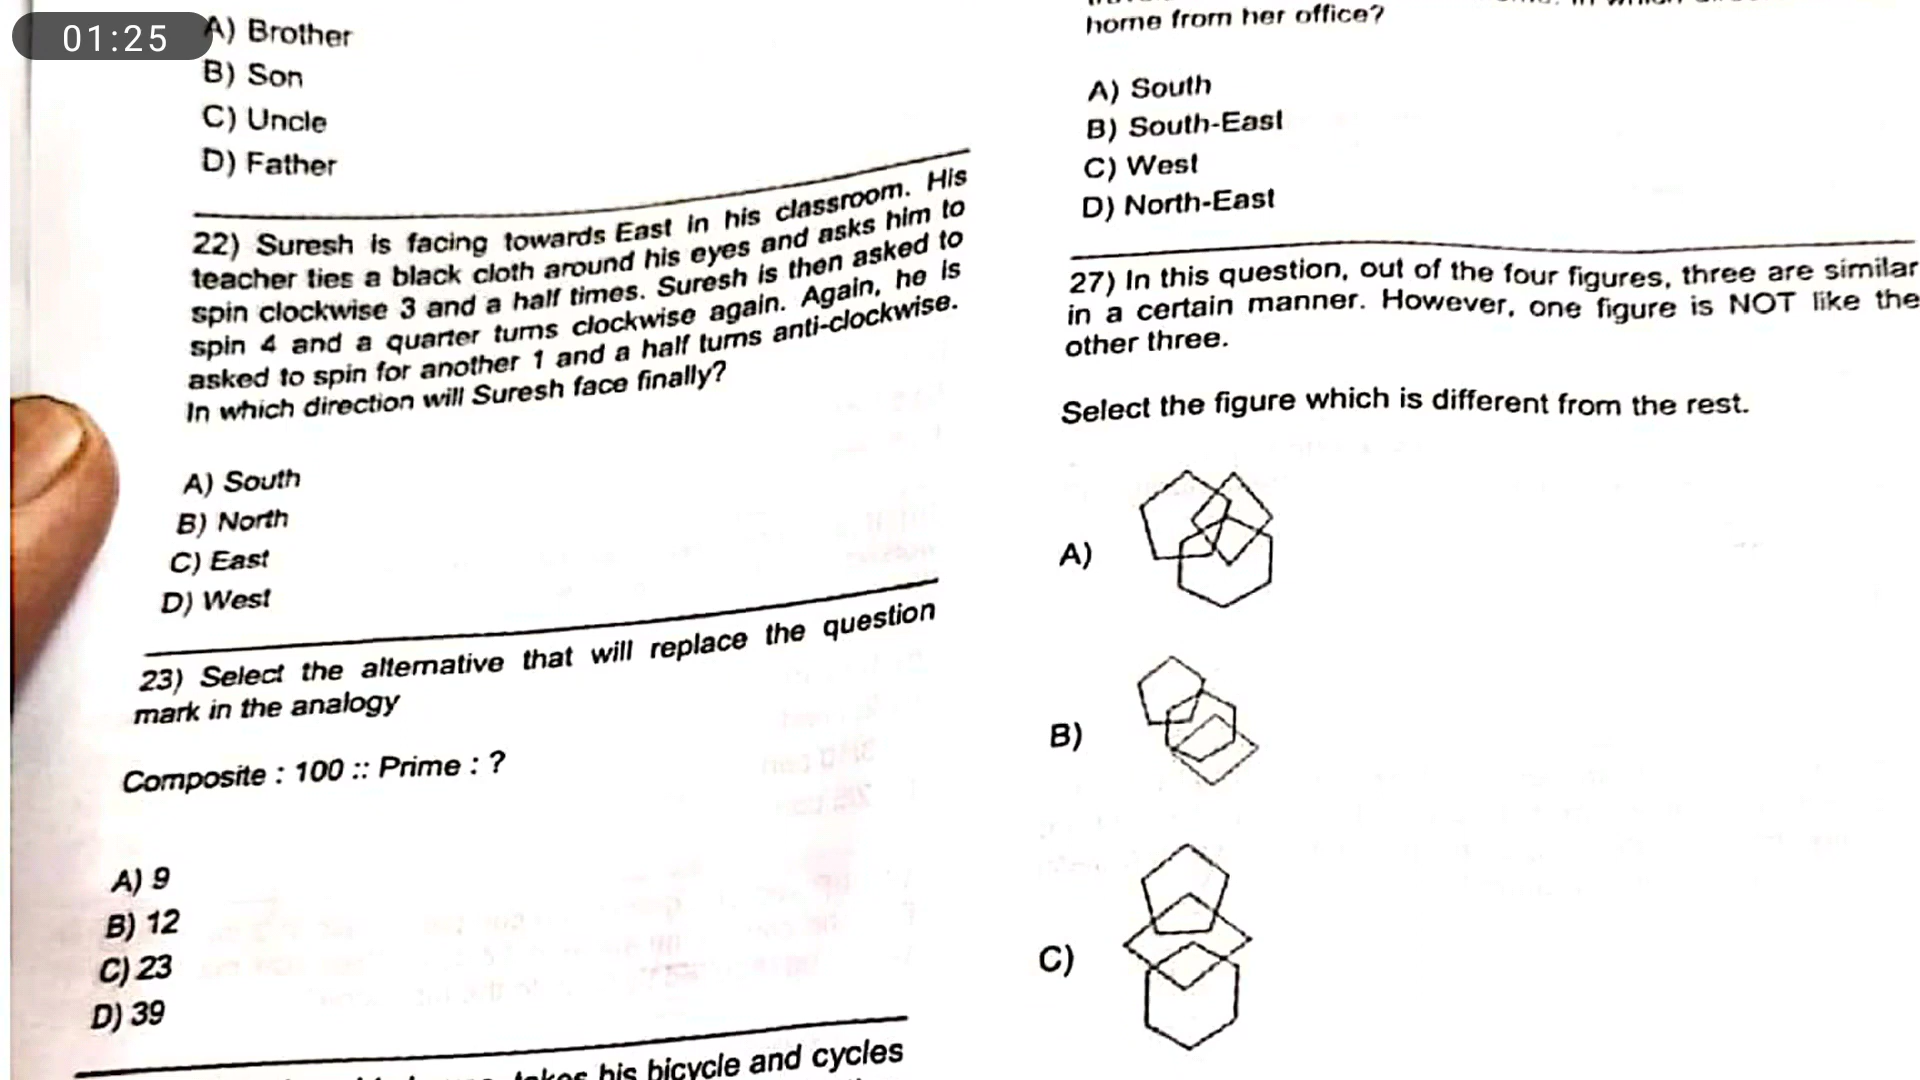 01:25
A) Brother
B) Son
C) Uncle
D) Father
22) Suresh is facing towards East in his classroom. His
teacher ties a black cloth around his eyes and asks him to
spin clockwise 3 and a half times. Suresh is then asked to
spin 4 and a quarter turns clockwise again. Again, he is
asked to spin for another 1 and a half turns anti-clockwise.
In which direction will Suresh face finally?
A) South
B) North
C) East
D) West
23) Select the alternative that will replace the question
mark in the analogy
Composite : 100 :: Prime : ?
A) 9
B) 12
C) 23
D) 39
takes his bicycle and cycles
home from her office?
A) South
B) South-East
C) West
D) North-East
27) In this question, out of the four figures, three are similar
in a certain manner. However, one figure is NOT like the
other three.
Select the figure which is different from the rest.
A)
B)
C)